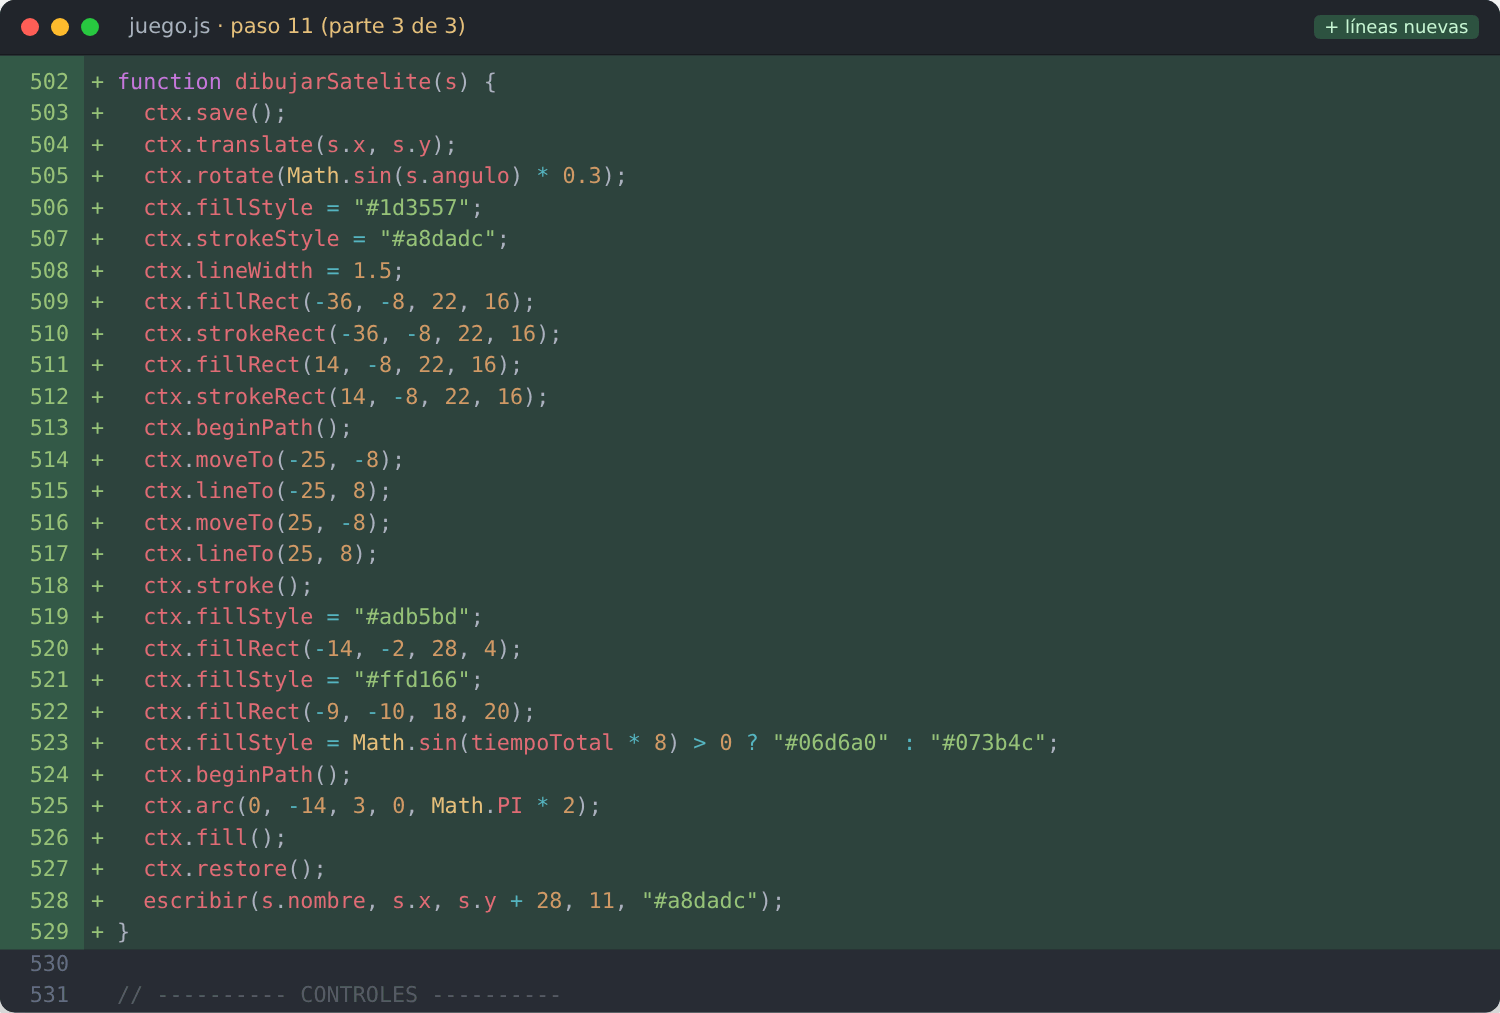 juego.js · paso 11 (parte 3 de 3)
+ líneas nuevas
502 + function dibujarSatelite(s) {
503 +   ctx.save();
504 +   ctx.translate(s.x, s.y);
505 +   ctx.rotate(Math.sin(s.angulo) * 0.3);
506 +   ctx.fillStyle = "#1d3557";
507 +   ctx.strokeStyle = "#a8dadc";
508 +   ctx.lineWidth = 1.5;
509 +   ctx.fillRect(-36, -8, 22, 16);
510 +   ctx.strokeRect(-36, -8, 22, 16);
511 +   ctx.fillRect(14, -8, 22, 16);
512 +   ctx.strokeRect(14, -8, 22, 16);
513 +   ctx.beginPath();
514 +   ctx.moveTo(-25, -8);
515 +   ctx.lineTo(-25, 8);
516 +   ctx.moveTo(25, -8);
517 +   ctx.lineTo(25, 8);
518 +   ctx.stroke();
519 +   ctx.fillStyle = "#adb5bd";
520 +   ctx.fillRect(-14, -2, 28, 4);
521 +   ctx.fillStyle = "#ffd166";
522 +   ctx.fillRect(-9, -10, 18, 20);
523 +   ctx.fillStyle = Math.sin(tiempoTotal * 8) > 0 ? "#06d6a0" : "#073b4c";
524 +   ctx.beginPath();
525 +   ctx.arc(0, -14, 3, 0, Math.PI * 2);
526 +   ctx.fill();
527 +   ctx.restore();
528 +   escribir(s.nombre, s.x, s.y + 28, 11, "#a8dadc");
529 + }
530
531   // ---------- CONTROLES ----------